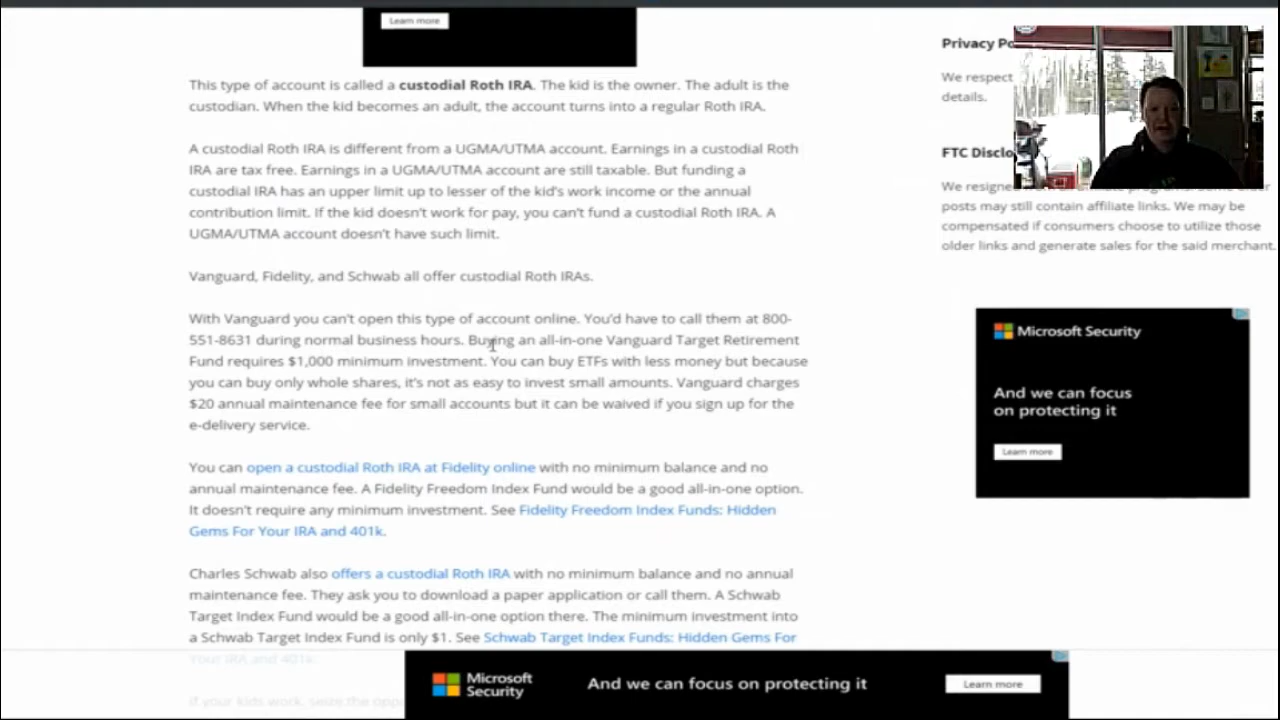 Learn more
This type of account is called a custodial Roth IRA. The kid is the owner. The adult is the
custodian. When the kid becomes an adult, the account turns into a regular Roth IRA.
A custodial Roth IRA is different from a UGMA/UTMA account. Earnings in a custodial Roth
IRA are tax free. Earnings in a UGMA/UTMA account are still taxable. But funding a
custodial IRA has an upper limit up to lesser of the kid's work income or the annual
contribution limit. If the kid doesn't work for pay, you can't fund a custodial Roth IRA. A
UGMA/UTMA account doesn't have such limit.
Vanguard, Fidelity, and Schwab all offer custodial Roth IRAs.
With Vanguard you can't open this type of account online. You'd have to call them at 800-
551-8631 during normal business hours. Buying an all-in-one Vanguard Target Retirement
Fund requires $1,000 minimum investment. You can buy ETFs with less money but because
you can buy only whole shares, it's not as easy to invest small amounts. Vanguard charges
$20 annual maintenance fee for small accounts but it can be waived if you sign up for the
e-delivery service.
You can open a custodial Roth IRA at Fidelity online with no minimum balance and no
annual maintenance fee. A Fidelity Freedom Index Fund would be a good all-in-one option.
It doesn't require any minimum investment. See Fidelity Freedom Index Funds: Hidden
Gems For Your IRA and 401k.
Charles Schwab also offers a custodial Roth IRA with no minimum balance and no annual
maintenance fee. They ask you to download a paper application or call them. A Schwab
Target Index Fund would be a good all-in-one option there. The minimum investment into
a Schwab Target Index Fund is only $1. See Schwab Target Index Funds: Hidden Gems For
Your IRA and 401k.
If your kids work, seize the
Privacy
We respect
details.
FTC
We resigned
posts may still contain affiliate links. We may be
compensated if consumers choose to utilize those
older links and generate sales for the said merchant.
Microsoft Security
And we can focus
on protecting it
Learn more
Microsoft
Security
And we can focus on protecting it
Learn more